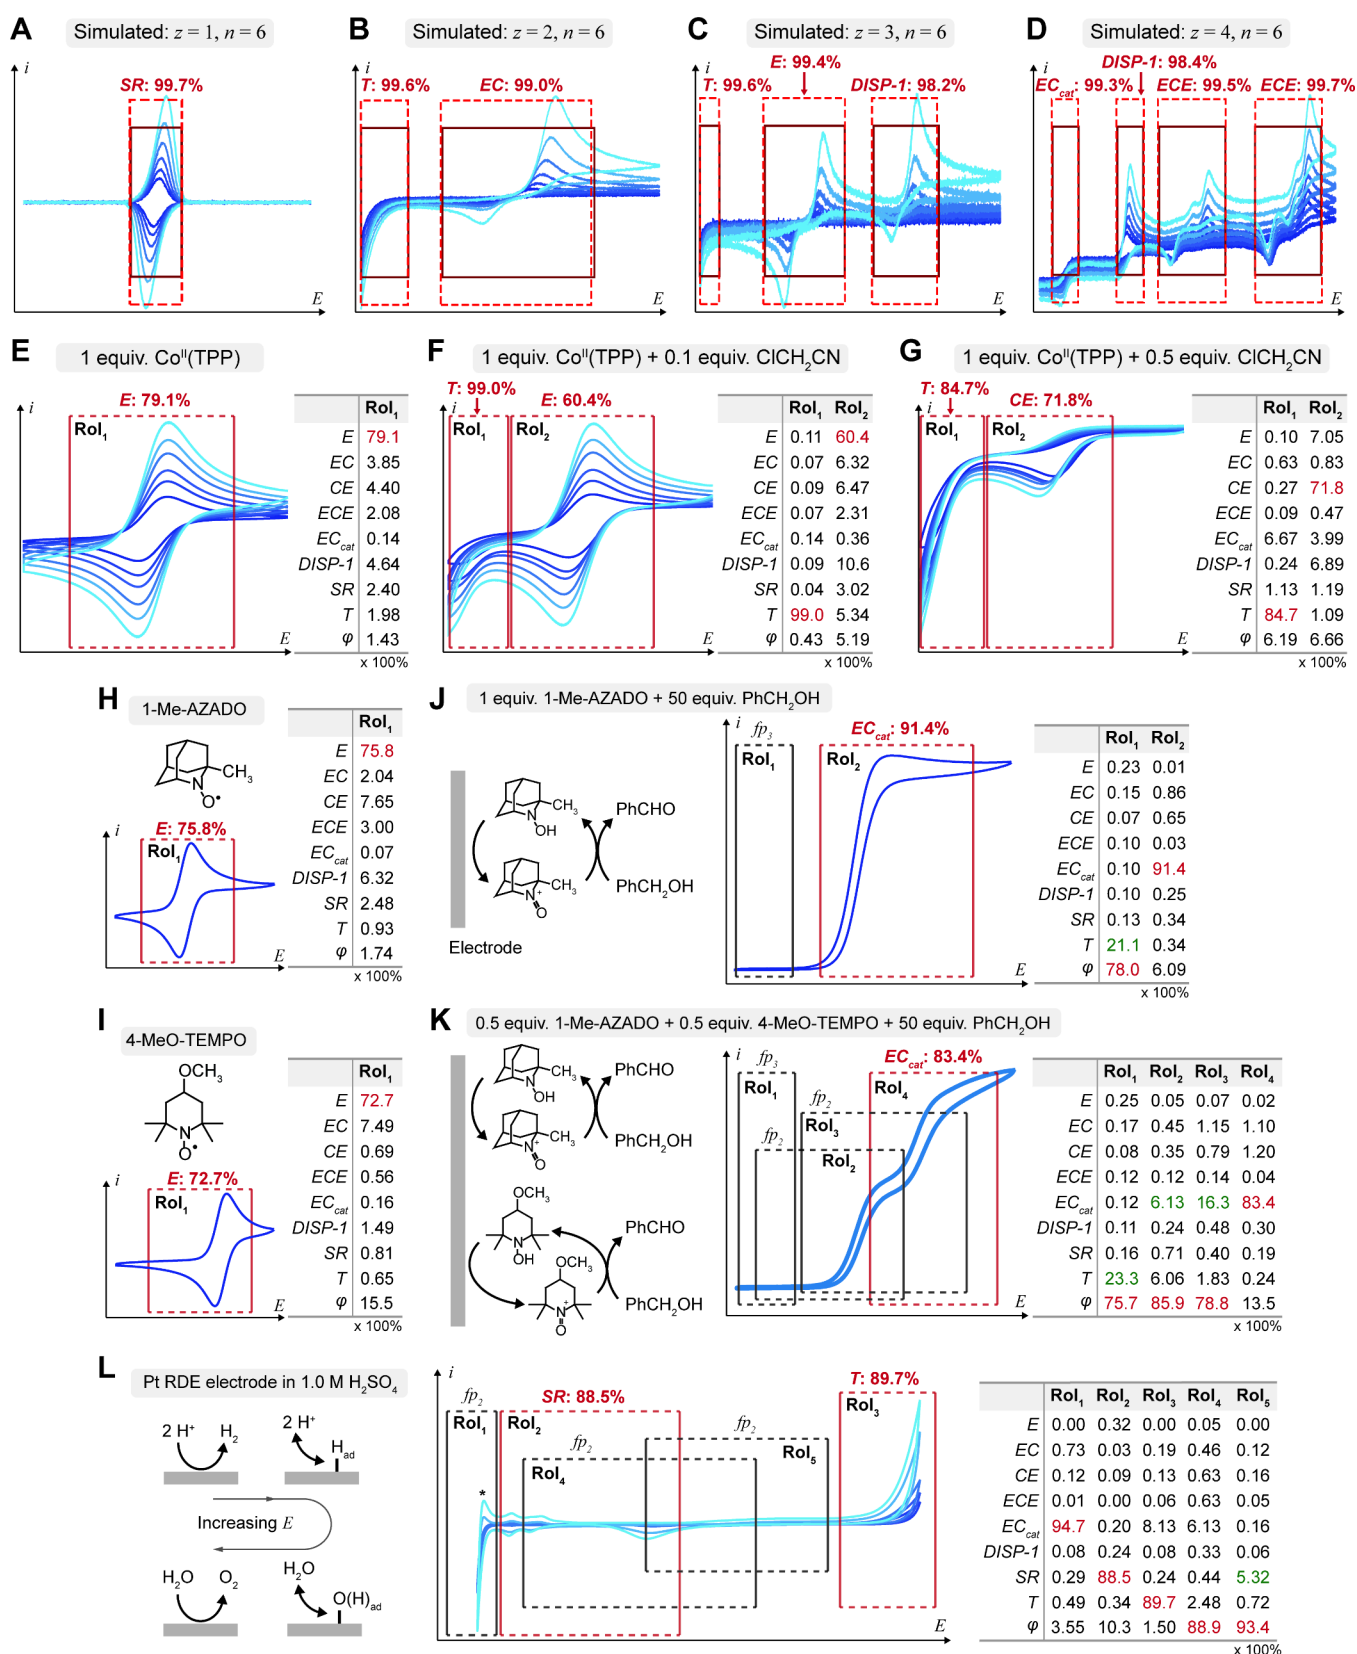 A
Simulated: z = 1, n = 6
i
SR: 99.7%
E
B
Simulated: z = 2, n = 6
i
T: 99.6%
EC: 99.0%
E
C
Simulated: z = 3, n = 6
i
E: 99.4%
T: 99.6%
DISP-1: 98.2%
E
D
Simulated: z = 4, n = 6
i
DISP-1: 98.4%
EC_cat: 99.3%
ECE: 99.5%
ECE: 99.7%
E
E
1 equiv. Co^II(TPP)
i
E: 79.1%
RoI₁
E
RoI₁
E 79.1
EC 3.85
CE 4.40
ECE 2.08
EC_cat 0.14
DISP-1 4.64
SR 2.40
T 1.98
φ 1.43
x 100%
F
1 equiv. Co^II(TPP) + 0.1 equiv. ClCH₂CN
T: 99.0%
i
E: 60.4%
RoI₁
RoI₂
E
RoI₁ RoI₂
E 0.11 60.4
EC 0.07 6.32
CE 0.09 6.47
ECE 0.07 2.31
EC_cat 0.14 0.36
DISP-1 0.09 10.6
SR 0.04 3.02
T 99.0 5.34
φ 0.43 5.19
x 100%
G
1 equiv. Co^II(TPP) + 0.5 equiv. ClCH₂CN
T: 84.7%
i
CE: 71.8%
RoI₁
RoI₂
E
RoI₁ RoI₂
E 0.10 7.05
EC 0.63 0.83
CE 0.27 71.8
ECE 0.09 0.47
EC_cat 6.67 3.99
DISP-1 0.24 6.89
SR 1.13 1.19
T 84.7 1.09
φ 6.19 6.66
x 100%
H
1-Me-AZADO
CH₃
N
O•
i
E: 75.8%
RoI₁
E
RoI₁
E 75.8
EC 2.04
CE 7.65
ECE 3.00
EC_cat 0.07
DISP-1 6.32
SR 2.48
T 0.93
φ 1.74
x 100%
J
1 equiv. 1-Me-AZADO + 50 equiv. PhCH₂OH
CH₃
N
OH
PhCHO
CH₃
N⁺
O
PhCH₂OH
Electrode
i
fp₃
RoI₁
EC_cat: 91.4%
RoI₂
E
RoI₁ RoI₂
E 0.23 0.01
EC 0.15 0.86
CE 0.07 0.65
ECE 0.10 0.03
EC_cat 0.10 91.4
DISP-1 0.10 0.25
SR 0.13 0.34
T 21.1 0.34
φ 78.0 6.09
x 100%
I
4-MeO-TEMPO
OCH₃
N
O•
i
E: 72.7%
RoI₁
E
RoI₁
E 72.7
EC 7.49
CE 0.69
ECE 0.56
EC_cat 0.16
DISP-1 1.49
SR 0.81
T 0.65
φ 15.5
x 100%
K
0.5 equiv. 1-Me-AZADO + 0.5 equiv. 4-MeO-TEMPO + 50 equiv. PhCH₂OH
CH₃
N
OH
PhCHO
CH₃
N⁺
O
PhCH₂OH
OCH₃
N
OH
PhCHO
OCH₃
N⁺
O
PhCH₂OH
i
fp₃
RoI₁
fp₂
RoI₃
fp₂
RoI₂
EC_cat: 83.4%
RoI₄
E
RoI₁ RoI₂ RoI₃ RoI₄
E 0.25 0.05 0.07 0.02
EC 0.17 0.45 1.15 1.10
CE 0.08 0.35 0.79 1.20
ECE 0.12 0.12 0.14 0.04
EC_cat 0.12 6.13 16.3 83.4
DISP-1 0.11 0.24 0.48 0.30
SR 0.16 0.71 0.40 0.19
T 23.3 6.06 1.83 0.24
φ 75.7 85.9 78.8 13.5
x 100%
L
Pt RDE electrode in 1.0 M H₂SO₄
2 H⁺ H₂
2 H⁺
H_ad
Increasing E
H₂O O₂
H₂O
O(H)_ad
i
fp₂
RoI₁
*
SR: 88.5%
RoI₂
fp₂
RoI₄
fp₂
RoI₅
T: 89.7%
RoI₃
E
RoI₁ RoI₂ RoI₃ RoI₄ RoI₅
E 0.00 0.32 0.00 0.05 0.00
EC 0.73 0.03 0.19 0.46 0.12
CE 0.12 0.09 0.13 0.63 0.16
ECE 0.01 0.00 0.06 0.63 0.05
EC_cat 94.7 0.20 8.13 6.13 0.16
DISP-1 0.08 0.24 0.08 0.33 0.06
SR 0.29 88.5 0.24 0.44 5.32
T 0.49 0.34 89.7 2.48 0.72
φ 3.55 10.3 1.50 88.9 93.4
x 100%